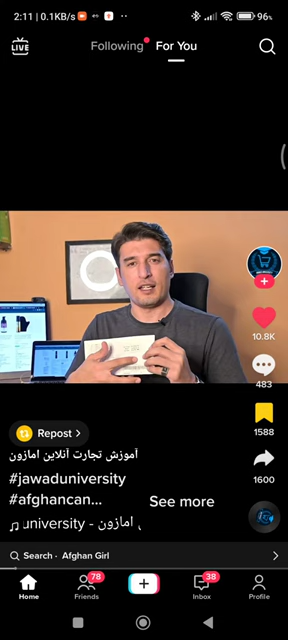 2:11 | 0.1KB/s
96%
LIVE
Following
For You
10.8K
483
1588
1600
Repost >
آموزش تجارت آنلاین امازون
#jawaduniversity
#afghancan...
See more
university - امازون
Search · Afghan Girl
78
38
Home
Friends
Inbox
Profile